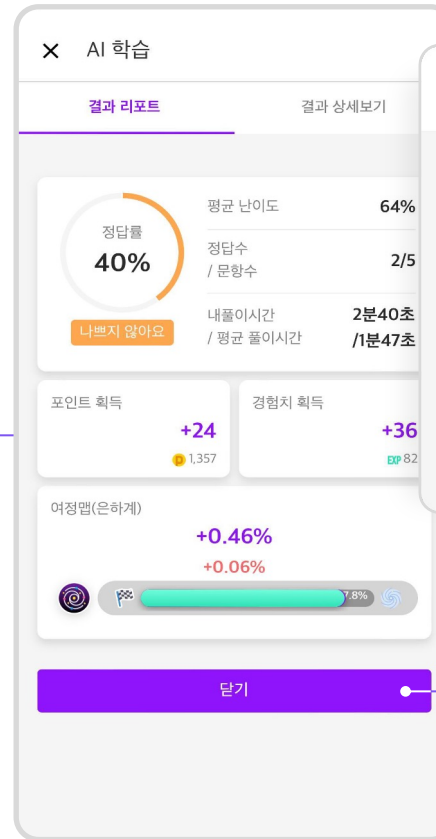 AI 학습
결과 리포트
결과 상세보기
정답률
40%
나쁘지 않아요
평균 난이도
64%
정답수
/ 문항수
2/5
내풀이시간
/ 평균 풀이시간
2분40초
/1분47초
포인트 획득
+24
1,357
경험치 획득
+36
EXP 82
여정맵(은하계)
+0.46%
+0.06%
7.8%
닫기